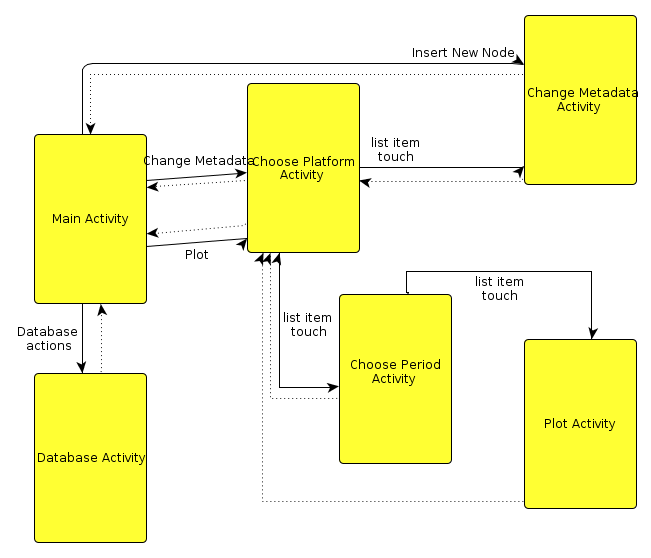 Insert New Node
Change Metadata
Activity
list item
touch
Change Metadata
Choose Platform
Activity
Main Activity
Plot
list item
touch
list item
touch
Database
actions
Choose Period
Activity
Plot Activity
Database Activity